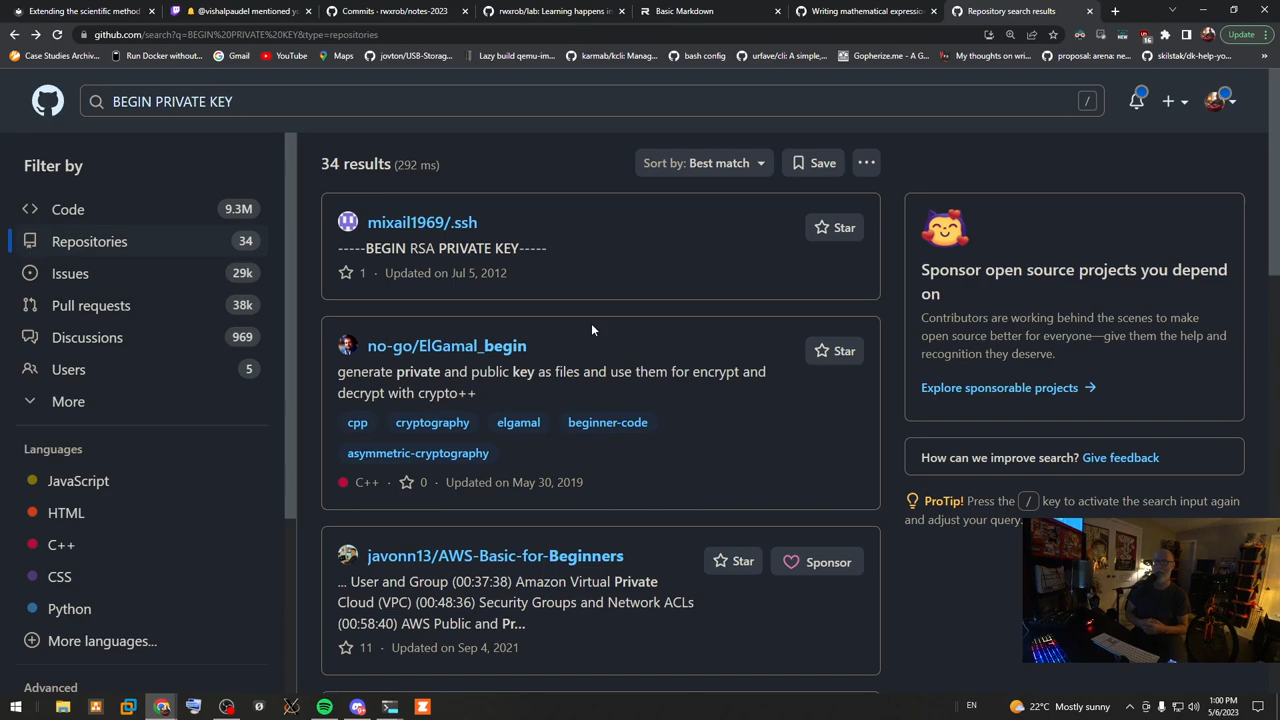 Extending the scientific method
@vishalpaudel mentioned yo
Commits · rwxrob/notes-2023
rwxrob/lab: Learning happens in
Basic Markdown
Writing mathematical expression
Repository search results
github.com/search?q=BEGIN%20PRIVATE%20KEY&type=repositories
Update
Case Studies Archiv...
Run Docker without...
Gmail
YouTube
Maps
jovton/USB-Storag...
Lazy build qemu-im...
karmab/kcli: Manag...
bash config
urfave/cli: A simple...
Gopherize.me — A G...
My thoughts on wri...
proposal: arena: ne...
skilstak/dk-help-yo...
BEGIN PRIVATE KEY
/
Filter by
Code 9.3M
Repositories 34
Issues 29k
Pull requests 38k
Discussions 969
Users 5
More
Languages
JavaScript
HTML
C++
CSS
Python
More languages...
Advanced
34 results (292 ms)
Sort by: Best match
Save
mixail1969/.ssh
Star
-----BEGIN RSA PRIVATE KEY-----
1 · Updated on Jul 5, 2012
no-go/ElGamal_begin
Star
generate private and public key as files and use them for encrypt and
decrypt with crypto++
cpp cryptography elgamal beginner-code
asymmetric-cryptography
C++ · 0 · Updated on May 30, 2019
javonn13/AWS-Basic-for-Beginners
Star
Sponsor
... User and Group (00:37:38) Amazon Virtual Private
Cloud (VPC) (00:48:36) Security Groups and Network ACLs
(00:58:40) AWS Public and Pr...
11 · Updated on Sep 4, 2021
Sponsor open source projects you depend
on
Contributors are working behind the scenes to make
open source better for everyone—give them the help and
recognition they deserve.
Explore sponsorable projects
How can we improve search? Give feedback
ProTip! Press the / key to activate the search input again
and adjust your query.
22°C Mostly sunny
EN
1:00 PM
5/6/2023